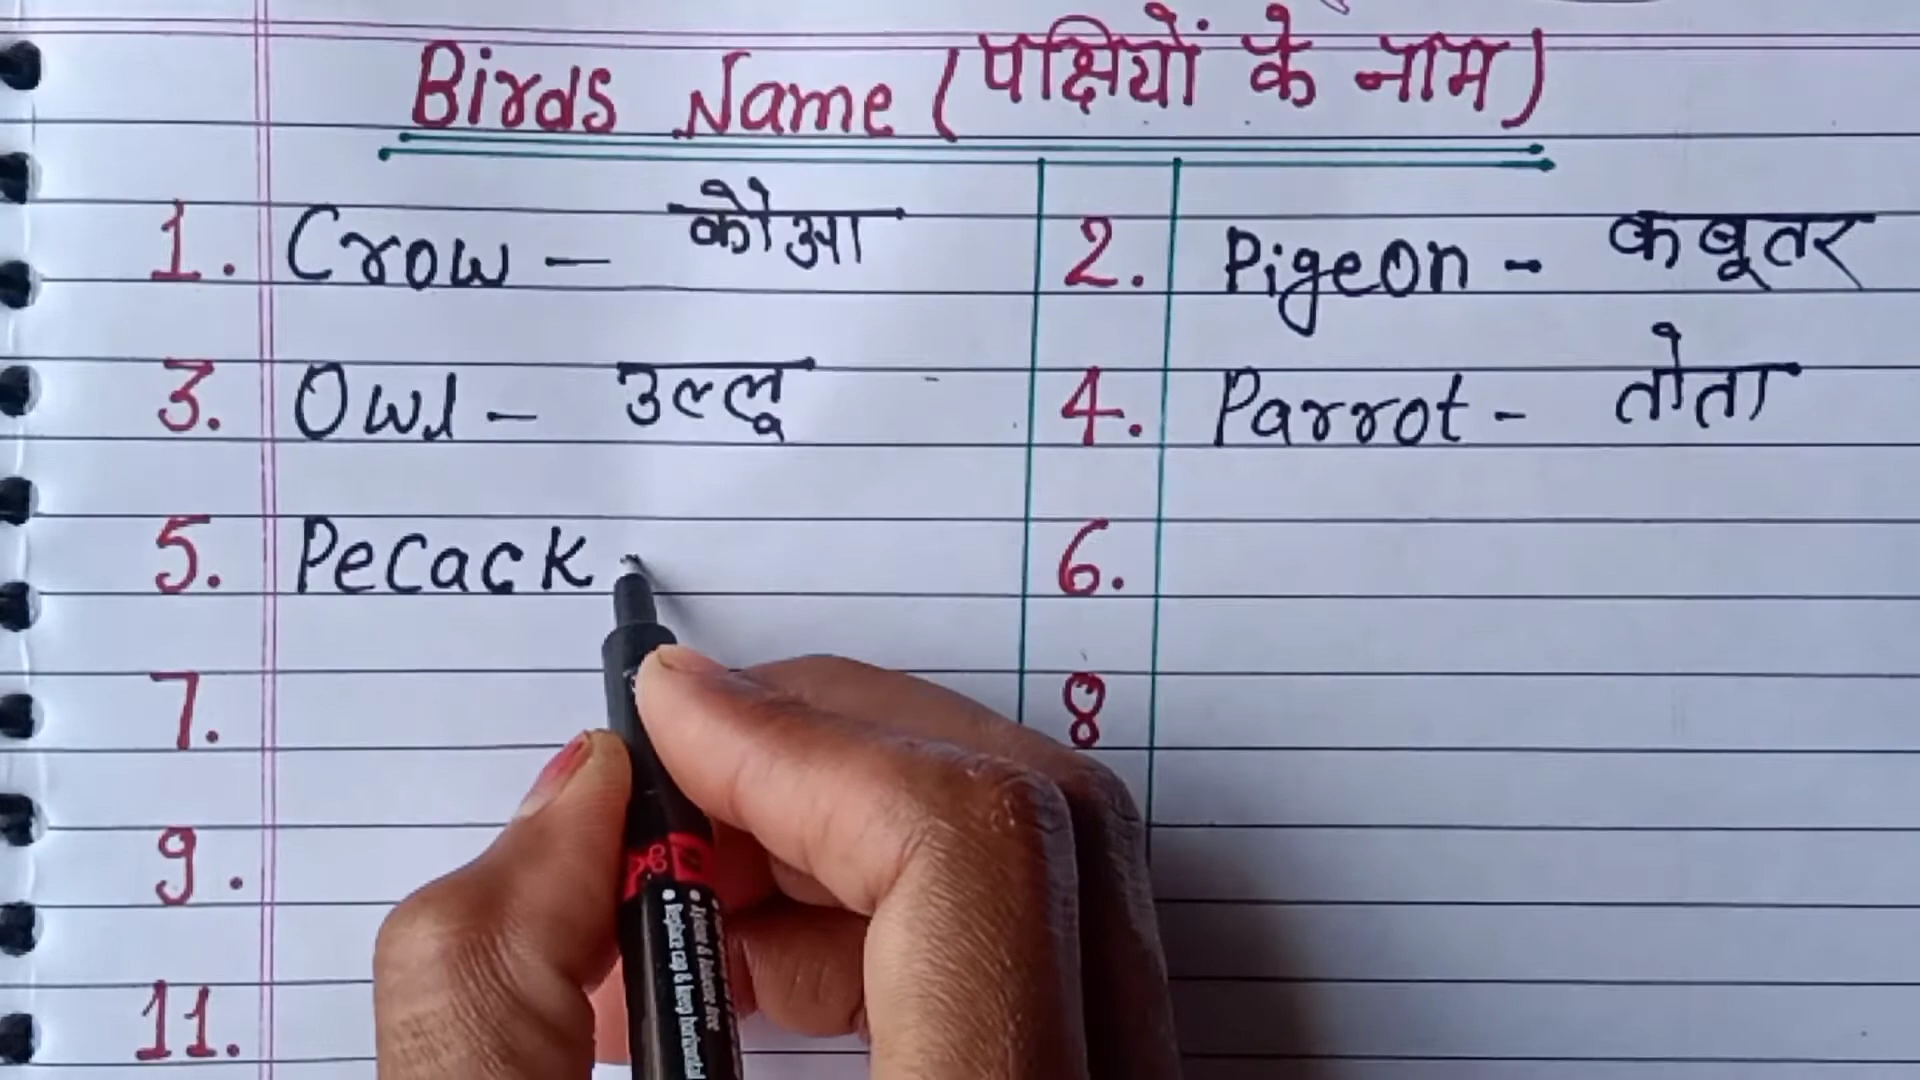 Birds Name (पक्षियों के नाम)
1. Crow – कौआ 2. Pigeon - कबूतर
3. Owl – उल्लू 4. Parrot - तोता
5. Pecack 6.
7. 8
9.
11.